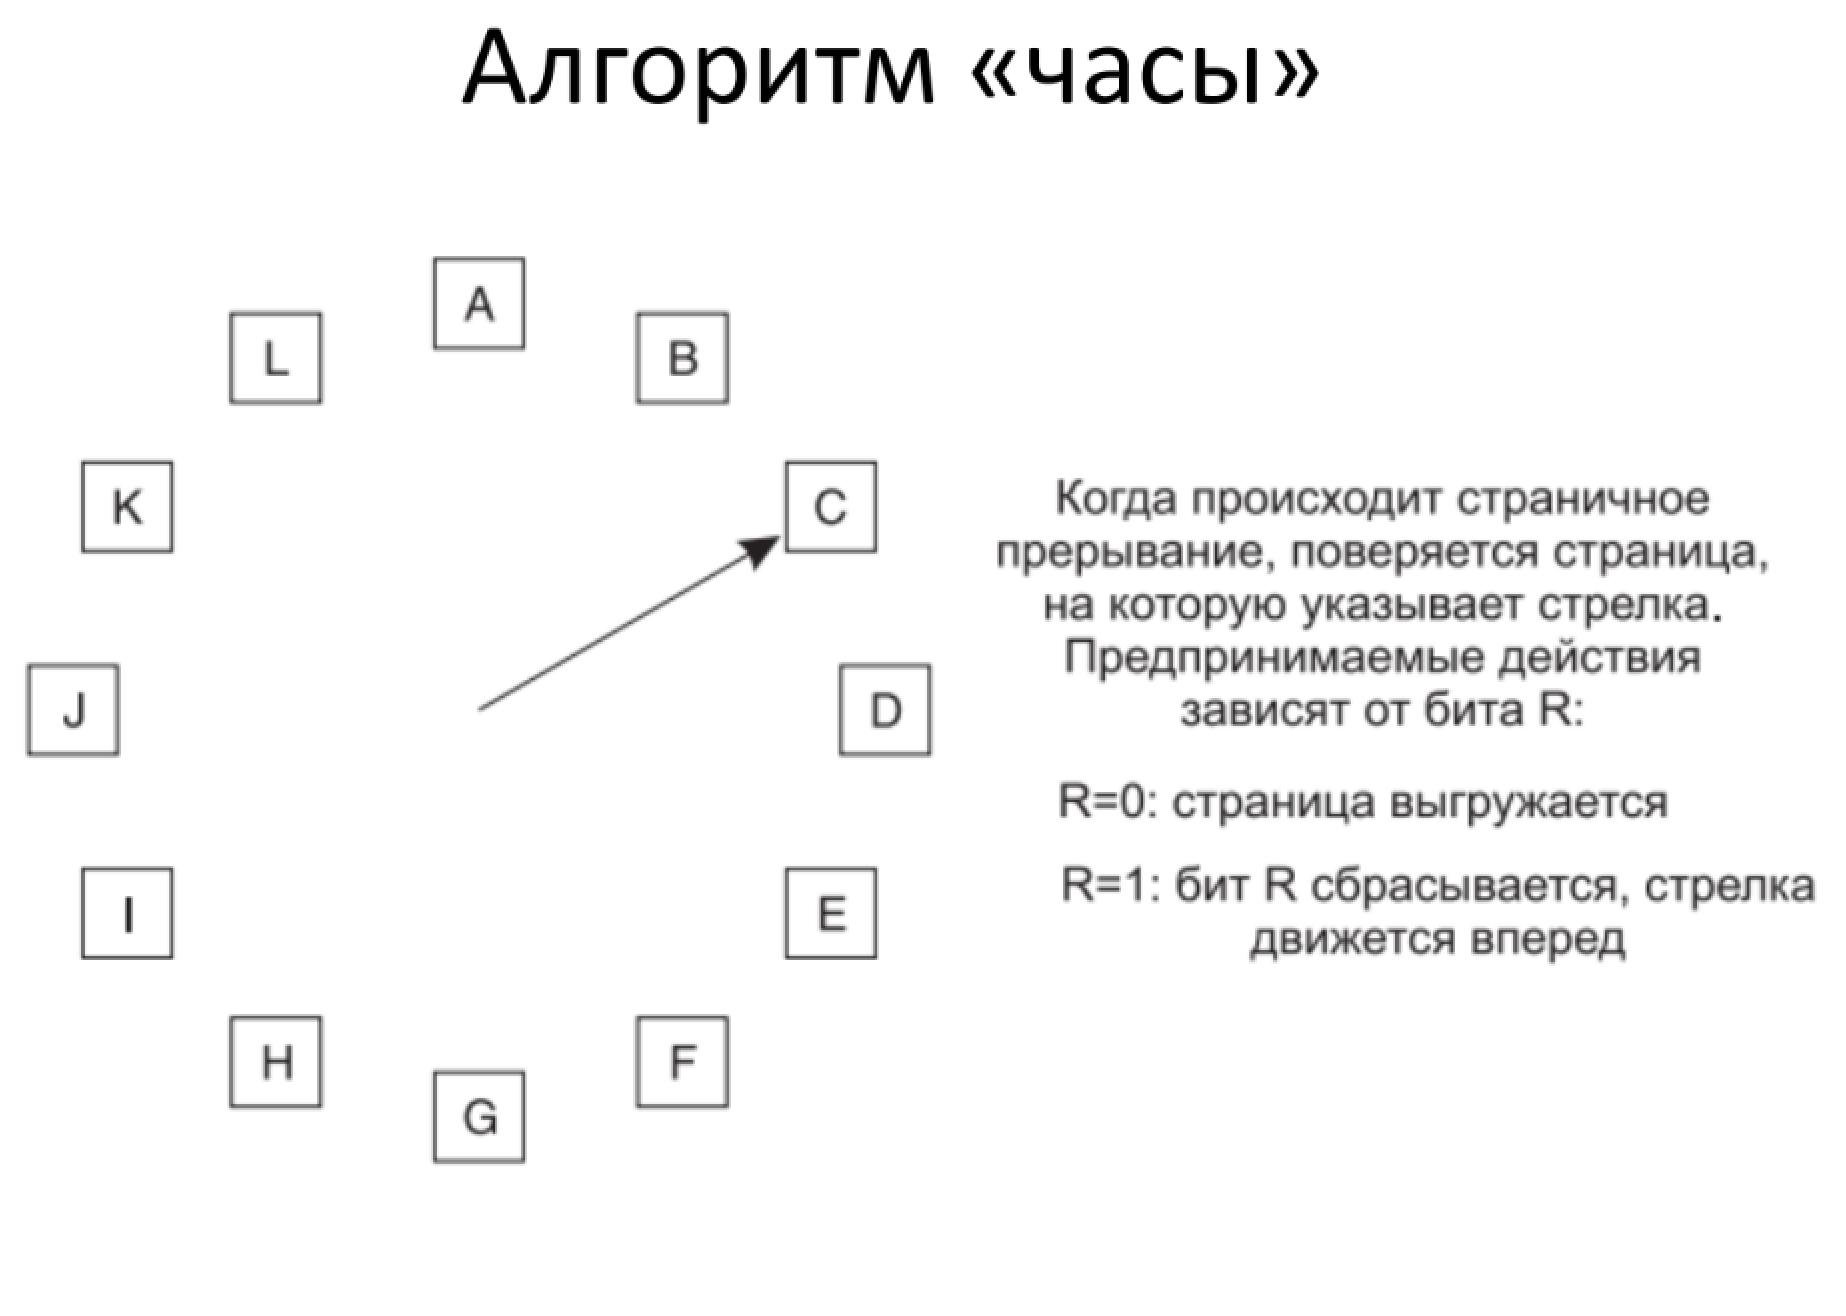 Алгоритм «часы»
A
L
B
K
C
J
D
I
E
H
F
G
Когда происходит страничное
прерывание, поверяется страница,
на которую указывает стрелка.
Предпринимаемые действия
зависят от бита R:
R=0: страница выгружается
R=1: бит R сбрасывается, стрелка
движется вперед